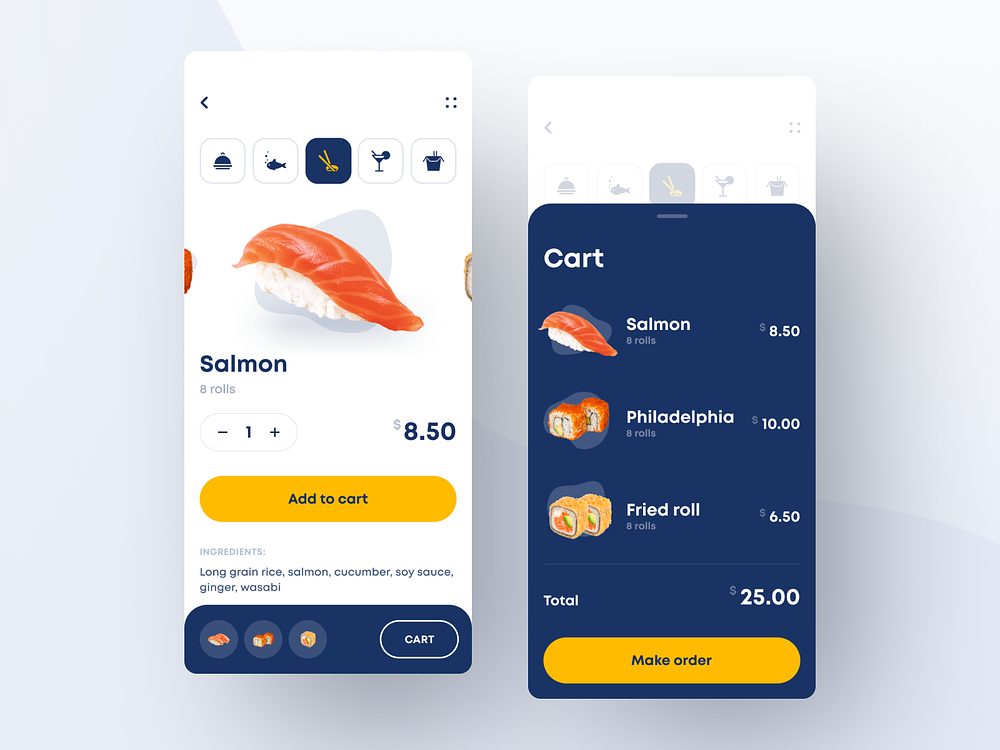 Salmon
8 rolls
− 1 +
$8.50
Add to cart
INGREDIENTS:
Long grain rice, salmon, cucumber, soy sauce,
ginger, wasabi
CART
Cart
Salmon
8 rolls
$8.50
Philadelphia
8 rolls
$10.00
Fried roll
8 rolls
$6.50
Total
$25.00
Make order